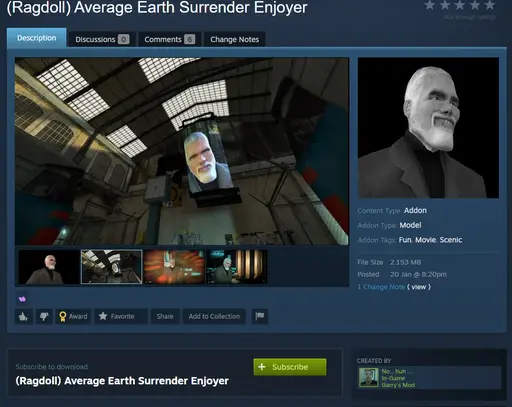 (Ragdoll) Average Earth Surrender Enjoyer
Description
Discussions 0
Comments 6
Change Notes
Content Type: Addon
Addon Type: Model
Addon Tags: Fun, Movie, Scenic
File Size 2.153 MB
Posted 20 Jan @ 8:20pm
1 Change Note ( view )
Award
Favorite
Share
Add to Collection
Subscribe to download
(Ragdoll) Average Earth Surrender Enjoyer
+ Subscribe
CREATED BY
No... huh ...
In-Game
Garry's Mod